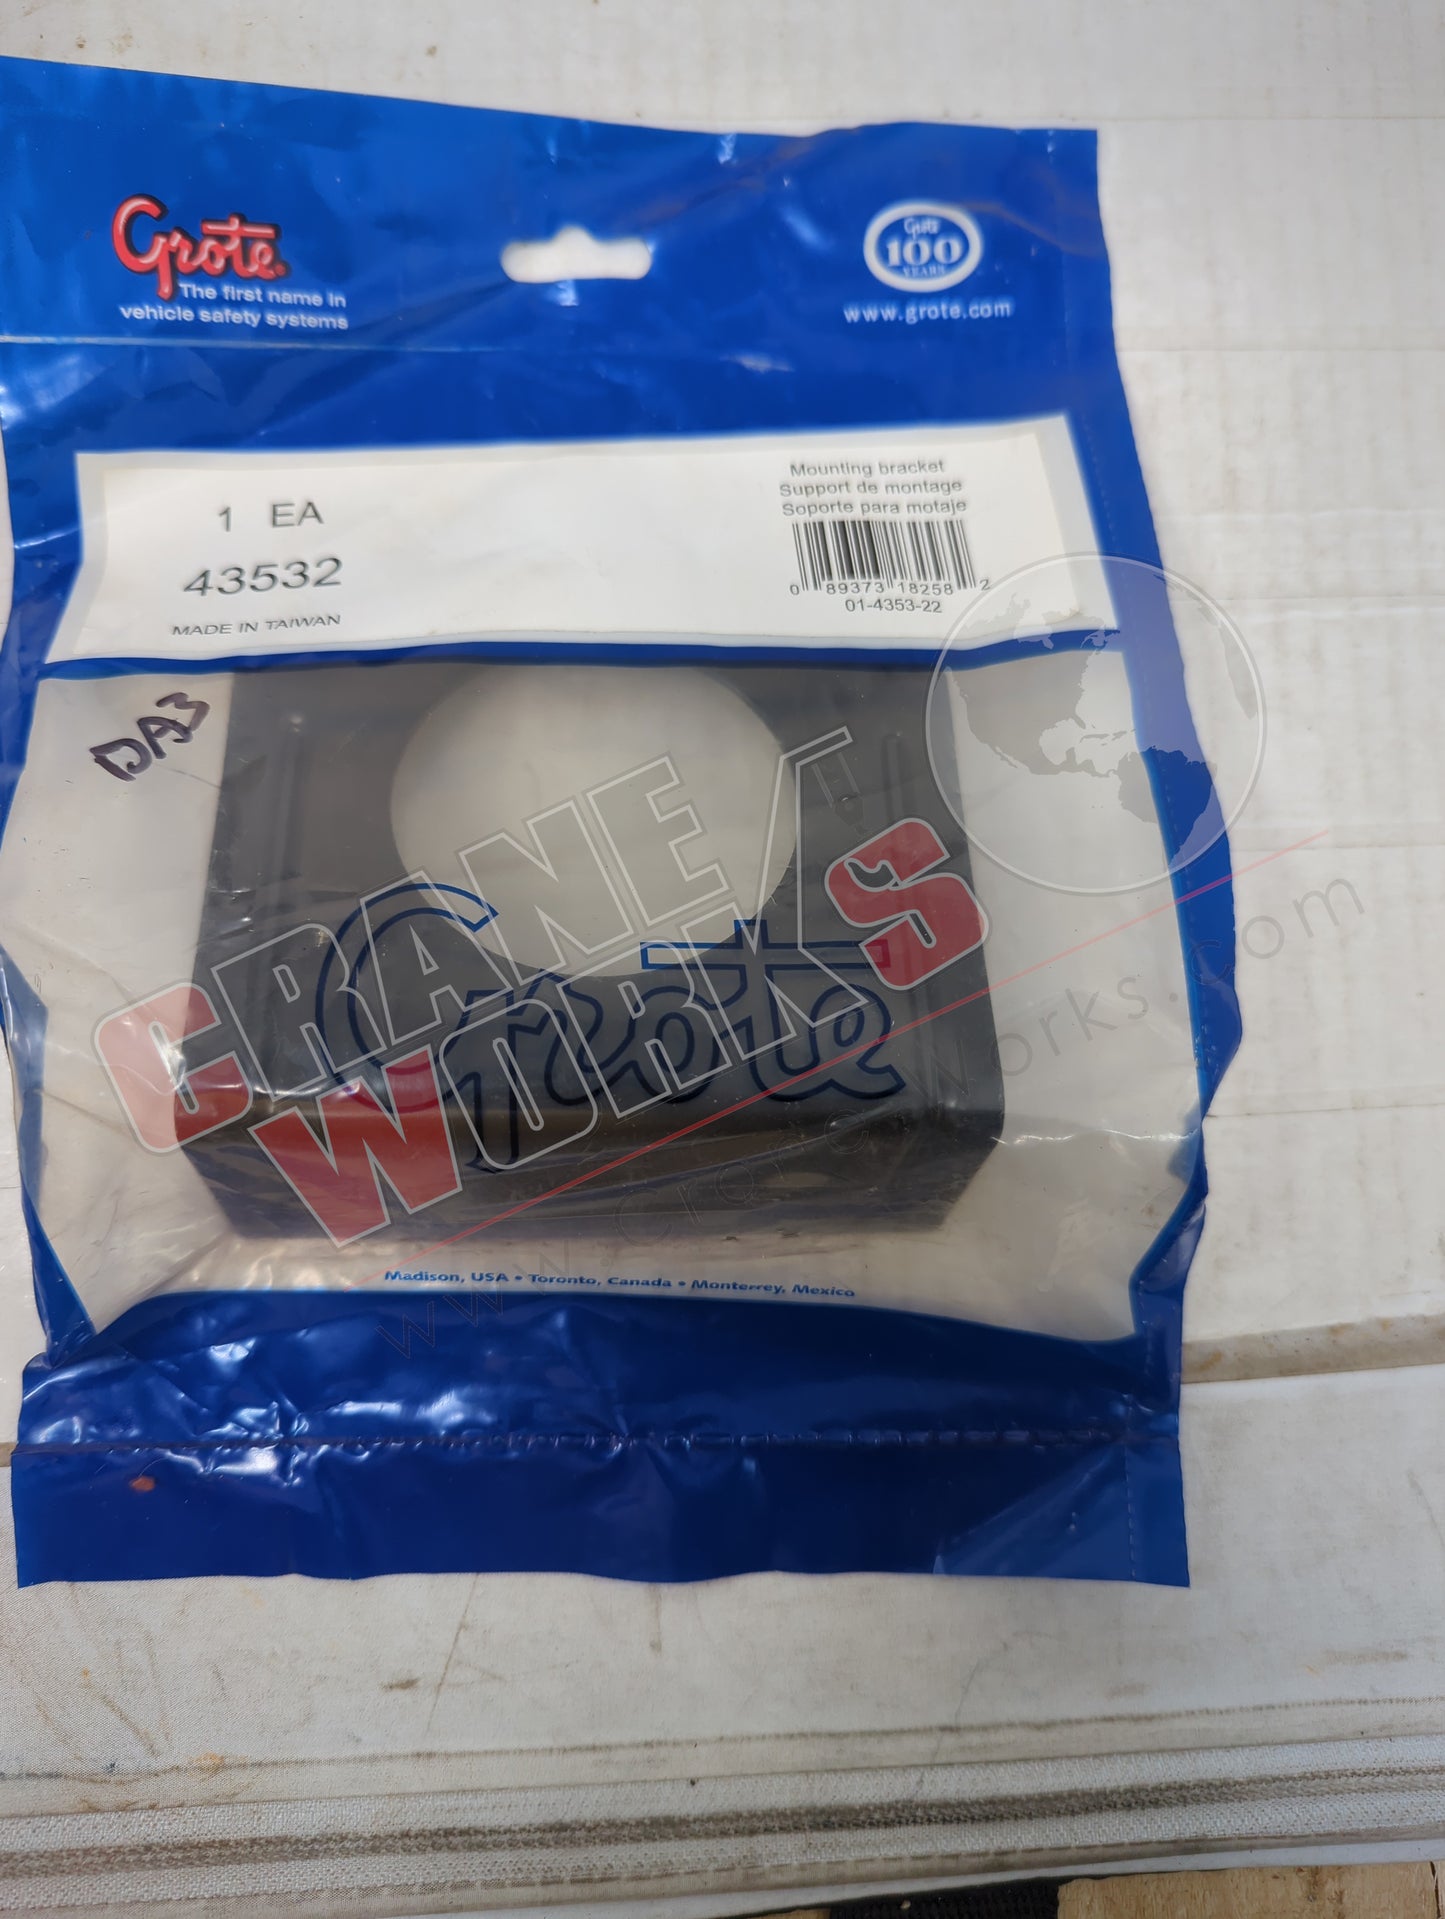 Grote
The first name in
vehicle safety systems
Grote
100
YEARS
www.grote.com
1 EA
43532
MADE IN TAIWAN
Mounting bracket
Support de montage
Soporte para motaje
0 89373 18258 2
01-4353-22
DA3
CRANE
WORKS
Grote
www.craneWorks.com
Madison, USA • Toronto, Canada • Monterrey, Mexico